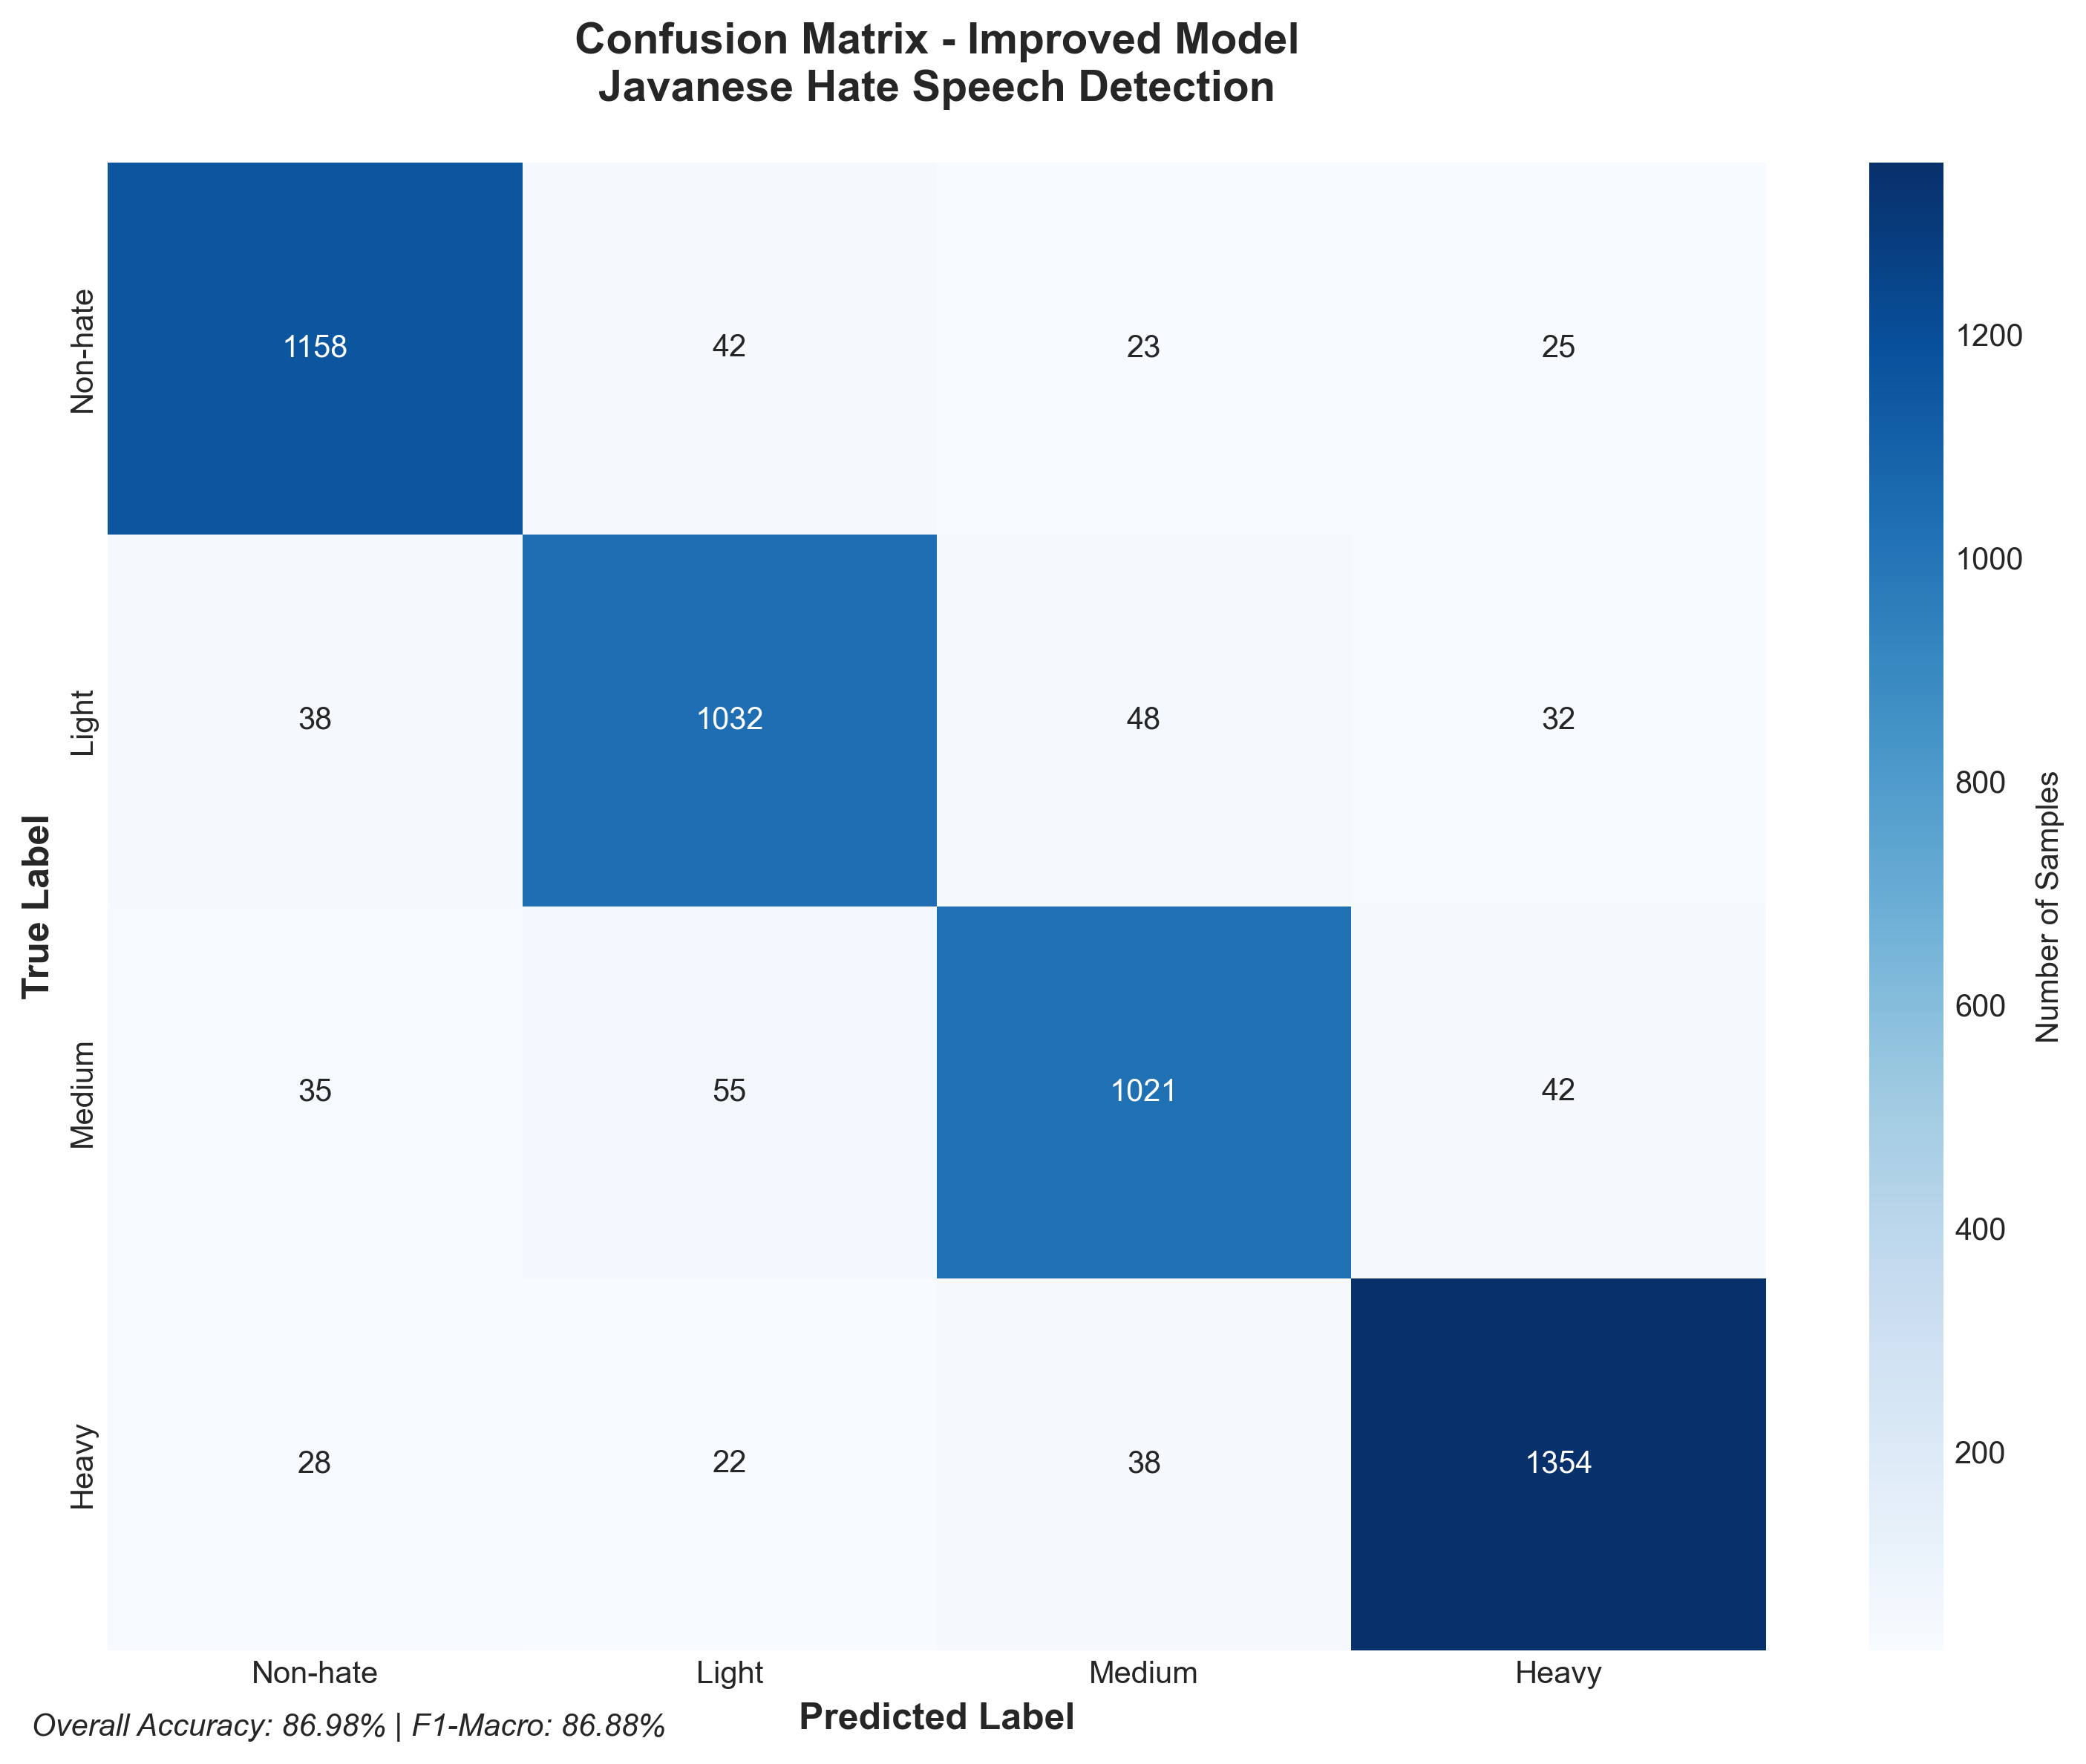 Confusion Matrix - Improved Model
Javanese Hate Speech Detection
True Label
Non-hate
1158
42
23
25
Light
38
1032
48
32
Medium
35
55
1021
42
Heavy
28
22
38
1354
Non-hate
Light
Medium
Heavy
Predicted Label
Overall Accuracy: 86.98% | F1-Macro: 86.88%
1200
1000
800
600
400
200
Number of Samples